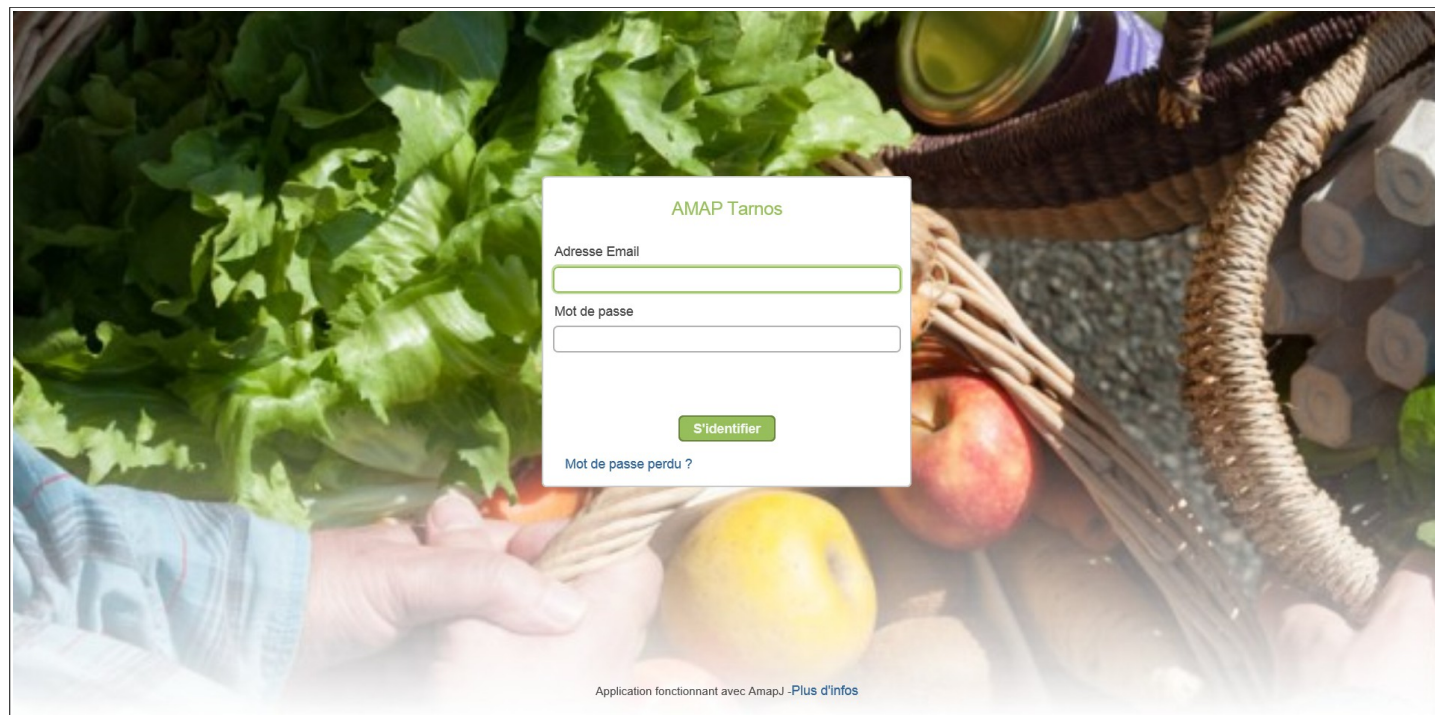 AMAP Tarnos
Adresse Email
Mot de passe
S'identifier
Mot de passe perdu ?
Application fonctionnant avec AmapJ -Plus d'infos